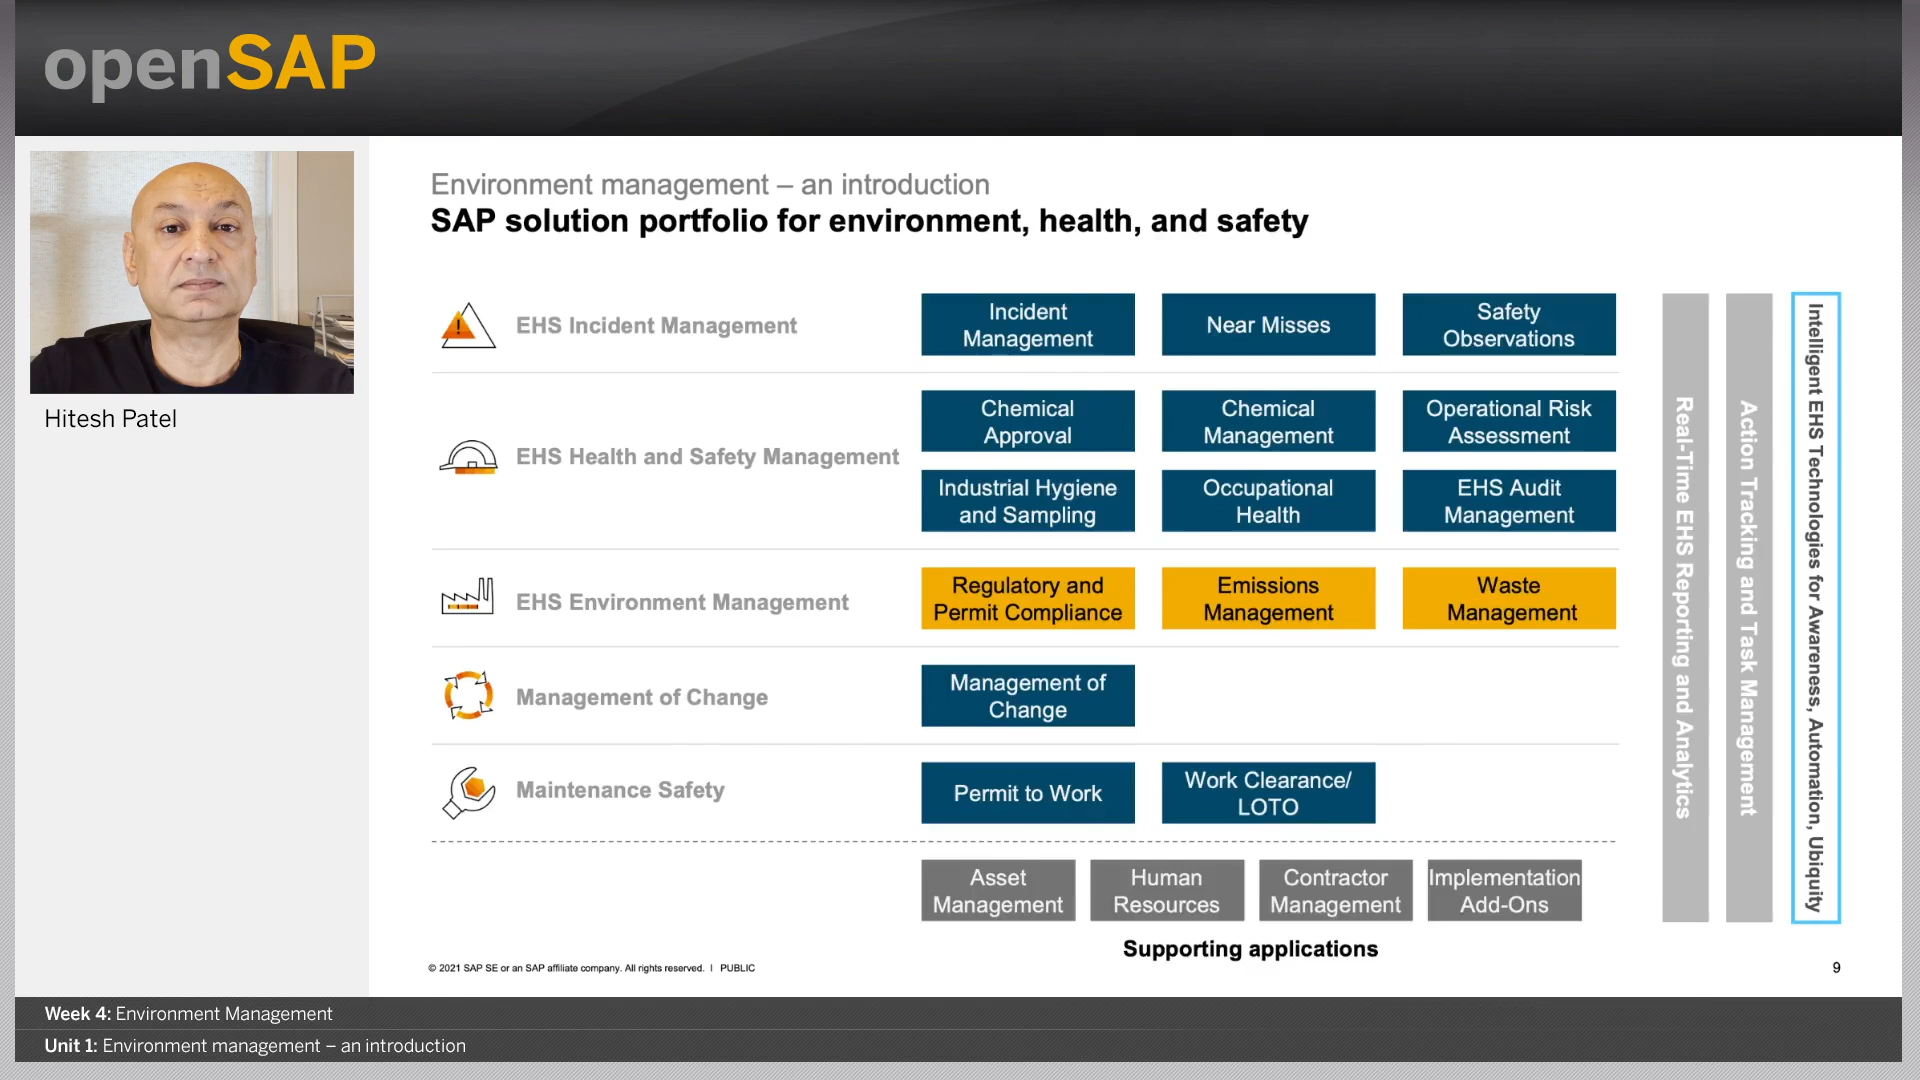 openSAP
Hitesh Patel
Environment management – an introduction
SAP solution portfolio for environment, health, and safety
EHS Incident Management
Incident
Management
Near Misses
Safety
Observations
EHS Health and Safety Management
Chemical
Approval
Chemical
Management
Operational Risk
Assessment
Industrial Hygiene
and Sampling
Occupational
Health
EHS Audit
Management
EHS Environment Management
Regulatory and
Permit Compliance
Emissions
Management
Waste
Management
Management of Change
Management of
Change
Maintenance Safety
Permit to Work
Work Clearance/
LOTO
Asset
Management
Human
Resources
Contractor
Management
Implementation
Add-Ons
Supporting applications
Real-Time EHS Reporting and Analytics
Action Tracking and Task Management
Intelligent EHS Technologies for Awareness, Automation, Ubiquity
© 2021 SAP SE or an SAP affiliate company. All rights reserved. I PUBLIC
9
Week 4: Environment Management
Unit 1: Environment management – an introduction